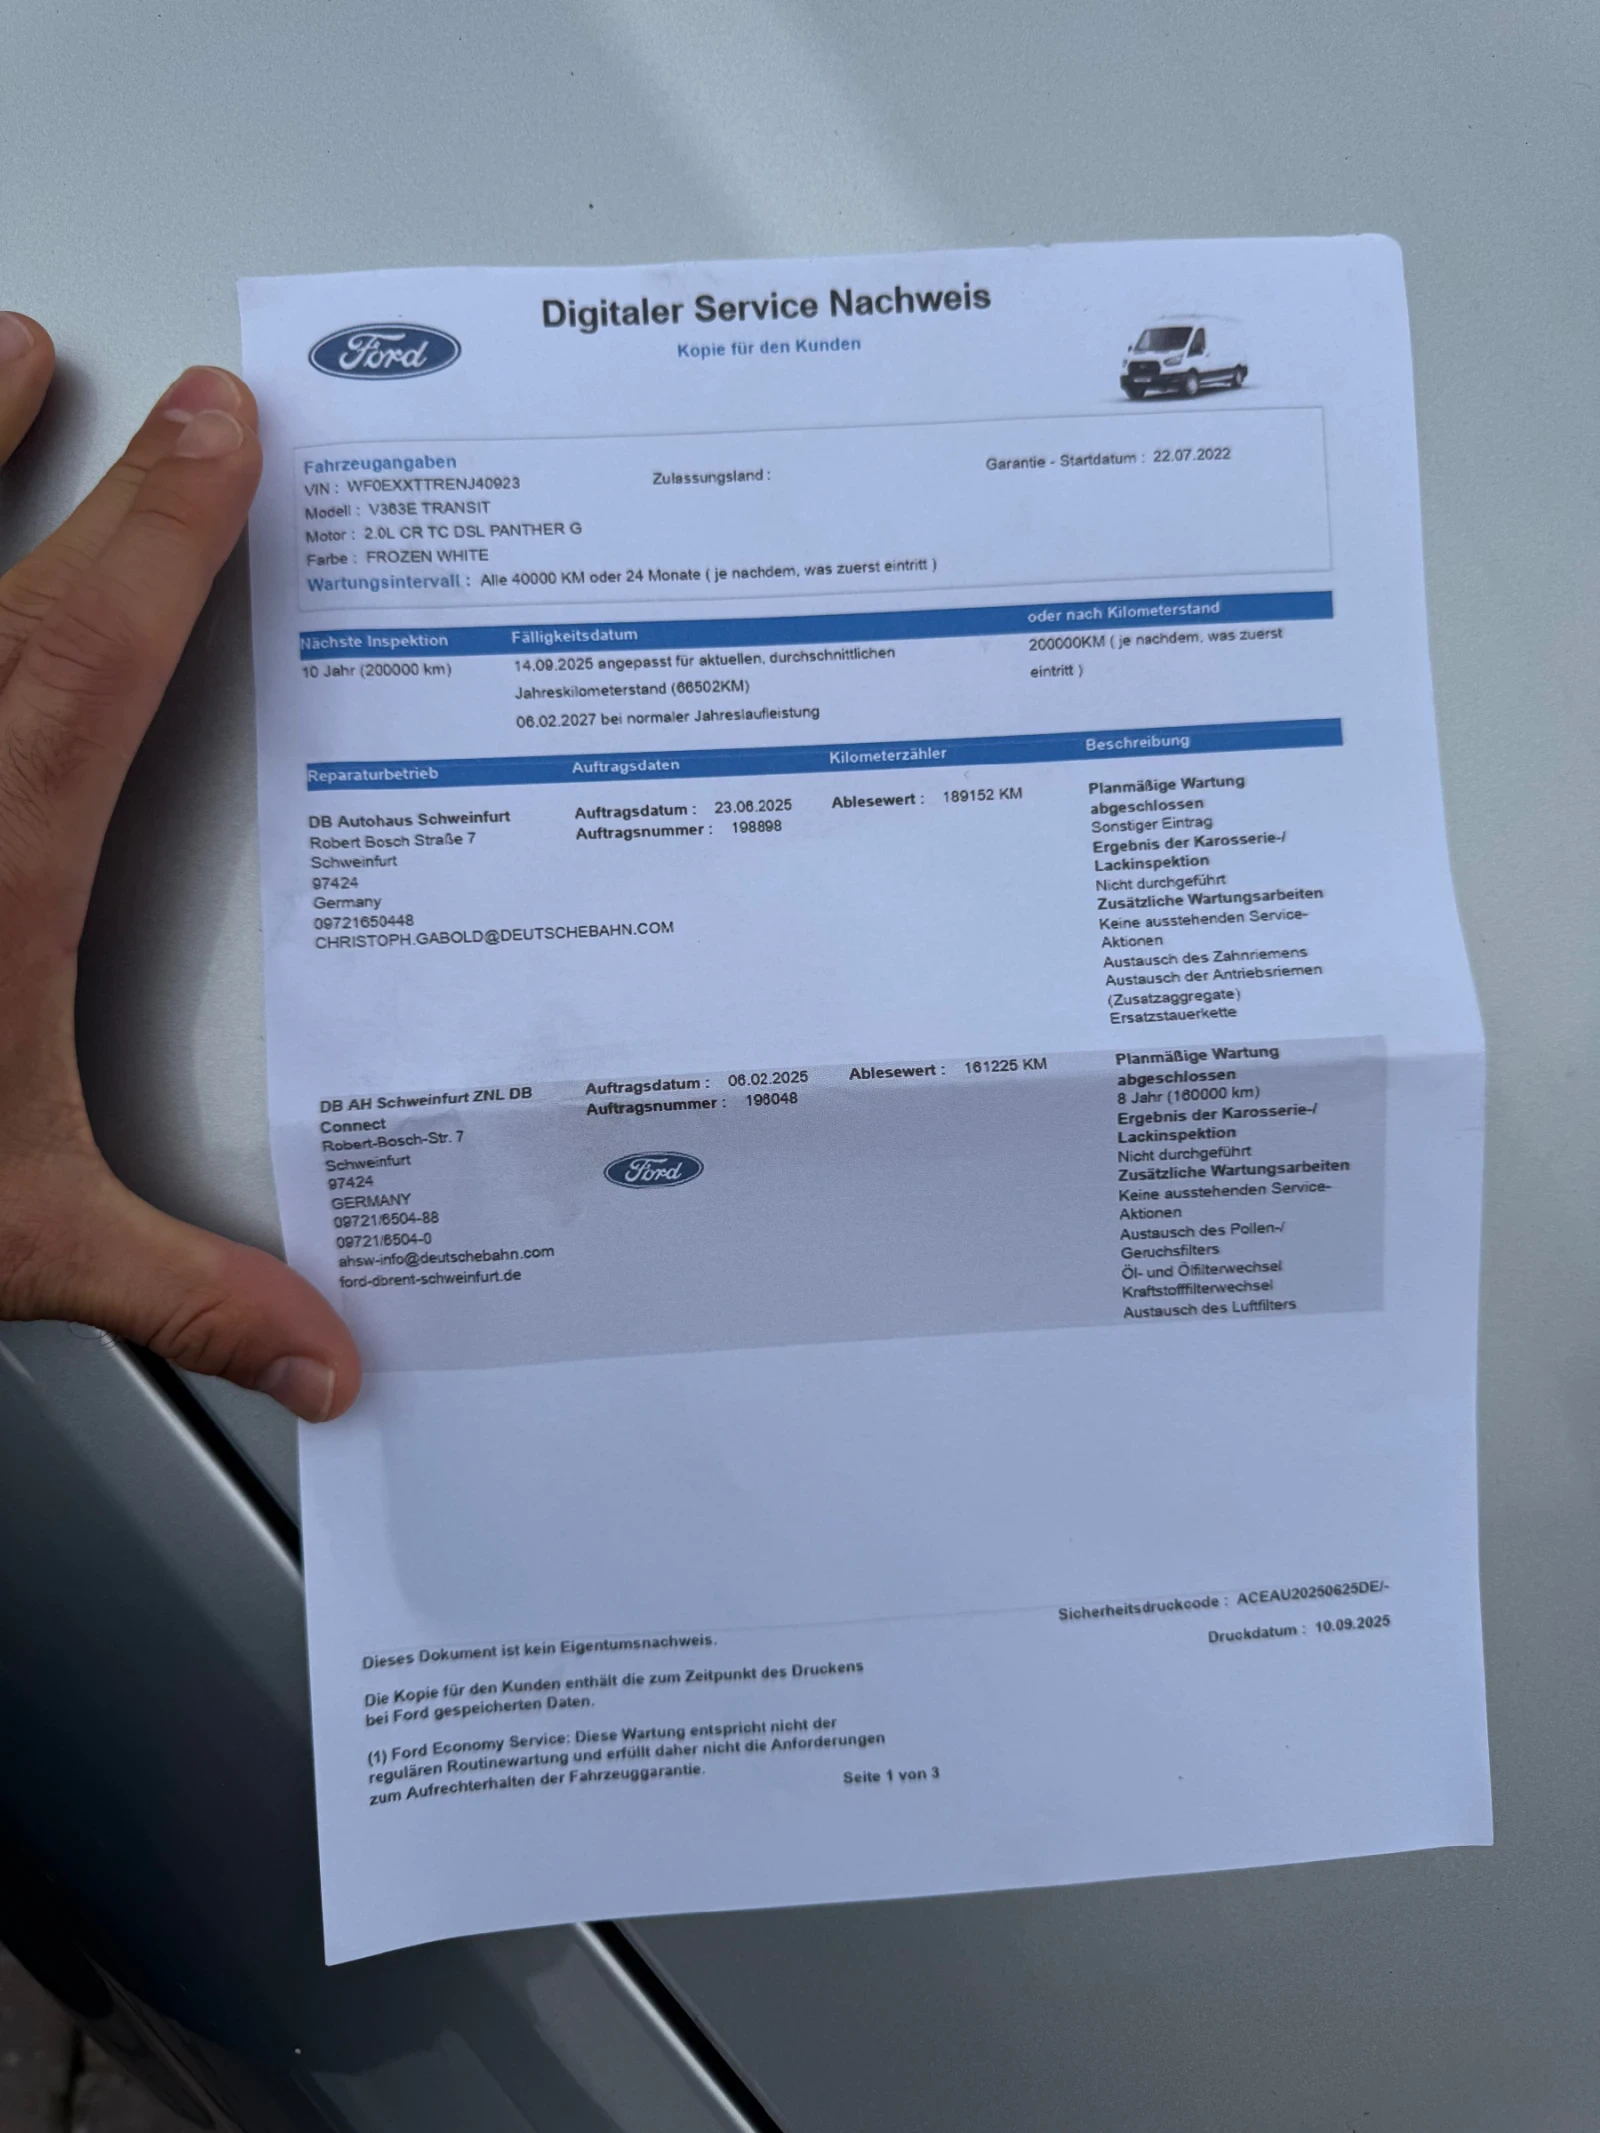 Digitaler Service Nachweis
Kopie für den Kunden
Ford
Fahrzeugangaben
VIN : WF0EXXTTRENJ40923
Zulassungsland :
Garantie - Startdatum : 22.07.2022
Modell : V363E TRANSIT
Motor : 2.0L CR TC DSL PANTHER G
Farbe : FROZEN WHITE
Wartungsintervall : Alle 40000 KM oder 24 Monate ( je nachdem, was zuerst eintritt )
Nächste Inspektion Fälligkeitsdatum oder nach Kilometerstand
10 Jahr (200000 km)
14.09.2025 angepasst für aktuellen, durchschnittlichen
Jahreskilometerstand (66502KM)
06.02.2027 bei normaler Jahreslaufleistung
200000KM ( je nachdem, was zuerst
eintritt )
Reparaturbetrieb Auftragsdaten Kilometerzähler Beschreibung
DB Autohaus Schweinfurt
Robert Bosch Straße 7
Schweinfurt
97424
Germany
09721650448
CHRISTOPH.GABOLD@DEUTSCHEBAHN.COM
Auftragsdatum : 23.06.2025
Auftragsnummer : 198898
Ablesewert : 189152 KM
Planmäßige Wartung
abgeschlossen
Sonstiger Eintrag
Ergebnis der Karosserie-/
Lackinspektion
Nicht durchgeführt
Zusätzliche Wartungsarbeiten
Keine ausstehenden Service-
Aktionen
Austausch des Zahnriemens
Austausch der Antriebsriemen
(Zusatzaggregate)
Ersatzstauerkette
DB AH Schweinfurt ZNL DB
Connect
Robert-Bosch-Str. 7
Schweinfurt
97424
GERMANY
09721/6504-88
09721/6504-0
ahsw-info@deutschebahn.com
ford-dbrent-schweinfurt.de
Auftragsdatum : 06.02.2025
Auftragsnummer : 196048
Ford
Ablesewert : 161225 KM
Planmäßige Wartung
abgeschlossen
8 Jahr (160000 km)
Ergebnis der Karosserie-/
Lackinspektion
Nicht durchgeführt
Zusätzliche Wartungsarbeiten
Keine ausstehenden Service-
Aktionen
Austausch des Pollen-/
Geruchsfilters
Öl- und Ölfilterwechsel
Kraftstofffilterwechsel
Austausch des Luftfilters
Sicherheitsdruckcode : ACEAU20250625DE/-
Druckdatum : 10.09.2025
Dieses Dokument ist kein Eigentumsnachweis.
Die Kopie für den Kunden enthält die zum Zeitpunkt des Druckens
bei Ford gespeicherten Daten.
(1) Ford Economy Service: Diese Wartung entspricht nicht der
regulären Routinewartung und erfüllt daher nicht die Anforderungen
zum Aufrechterhalten der Fahrzeuggarantie.
Seite 1 von 3